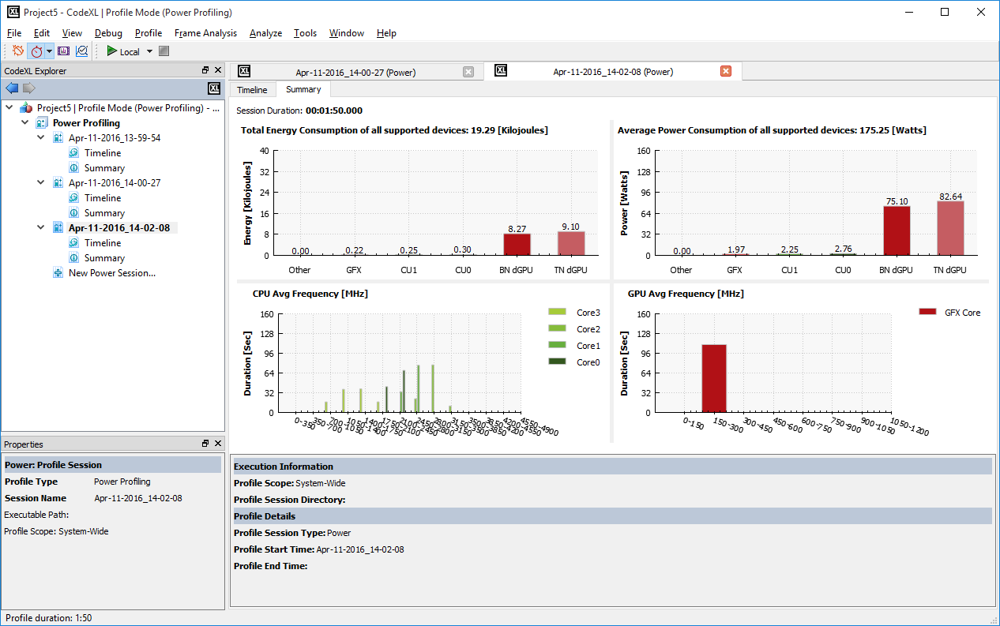 Project5 - CodeXL | Profile Mode (Power Profiling)
File Edit View Debug Profile Frame Analysis Analyze Tools Window Help
Local
CodeXL Explorer
Project5 | Profile Mode (Power Profiling) - ...
Power Profiling
Apr-11-2016_13-59-54
Timeline
Summary
Apr-11-2016_14-00-27
Timeline
Summary
Apr-11-2016_14-02-08
Timeline
Summary
New Power Session...
Properties
Power: Profile Session
Profile Type Power Profiling
Session Name Apr-11-2016_14-02-08
Executable Path:
Profile Scope: System-Wide
XL Apr-11-2016_14-00-27 (Power)
XL Apr-11-2016_14-02-08 (Power)
Timeline Summary
Session Duration: 00:01:50.000
Total Energy Consumption of all supported devices: 19.29 [Kilojoules]
Energy [Kilojoules]
40
32
24
16
8
0
0.00 0.22 0.25 0.30 8.27 9.10
Other GFX CU1 CU0 BN dGPU TN dGPU
Average Power Consumption of all supported devices: 175.25 [Watts]
Power [Watts]
160
128
96
64
32
0
0.00 1.97 2.25 2.76 75.10 82.64
Other GFX CU1 CU0 BN dGPU TN dGPU
CPU Avg Frequency [MHz]
Duration [Sec]
160
128
96
64
32
0
0-350 350-700 700-1050 1050-1400 1400-1750 1750-2100 2100-2450 2450-2800 2800-3150 3150-3500 3500-3850 3850-4200 4200-4550 4550-4900
Core3
Core2
Core1
Core0
GPU Avg Frequency [MHz]
Duration [Sec]
160
128
96
64
32
0
0-150 150-300 300-450 450-600 600-750 750-900 900-1050 1050-1200
GFX Core
Execution Information
Profile Scope: System-Wide
Profile Session Directory:
Profile Details
Profile Session Type: Power
Profile Start Time: Apr-11-2016_14-02-08
Profile End Time:
Profile duration: 1:50